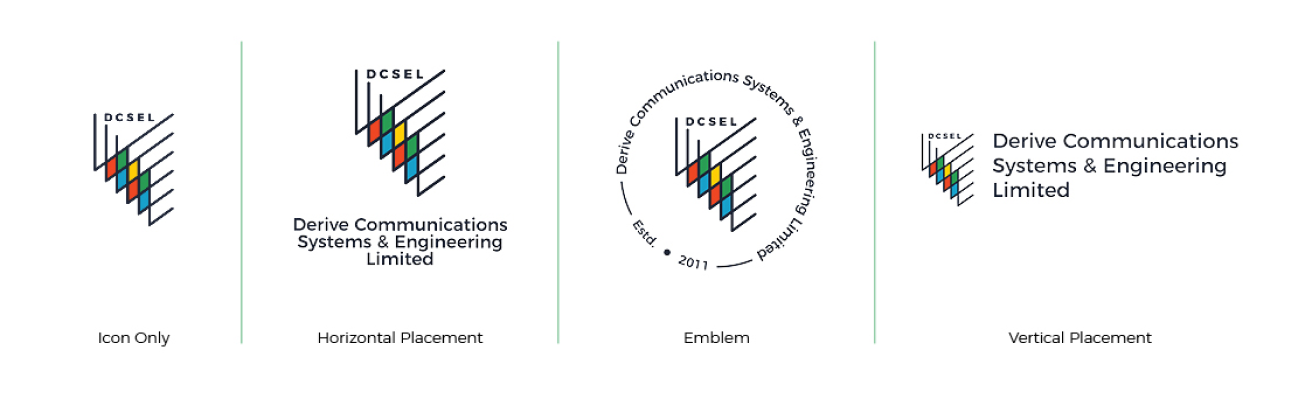 DCSEL
Icon Only
DCSEL
Derive Communications
Systems & Engineering
Limited
Horizontal Placement
Derive Communications Systems & Engineering Limited
DCSEL
Estd. • 2011
Emblem
DCSEL
Derive Communications
Systems & Engineering
Limited
Vertical Placement